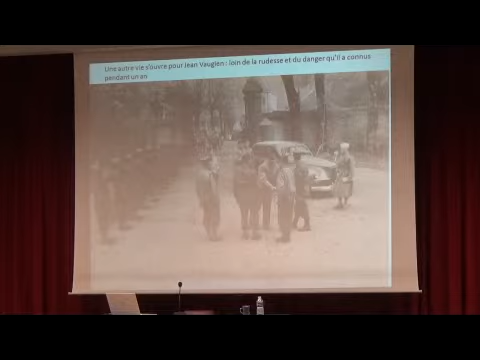 Une autre vie s'ouvre pour Jean Vaugien : loin de la rudesse et du danger qu'il a connus
pendant un an